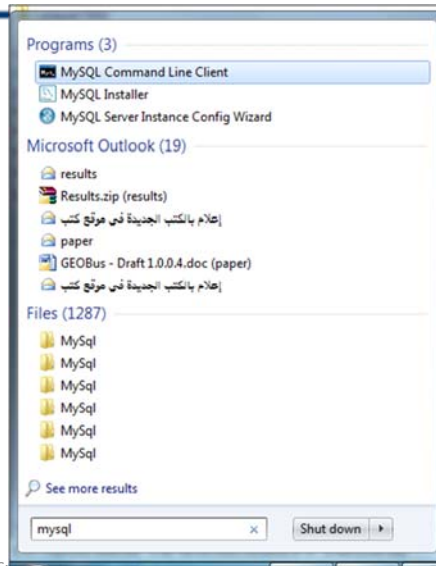 Programs (3)
MySQL Command Line Client
MySQL Installer
MySQL Server Instance Config Wizard
Microsoft Outlook (19)
results
Results.zip (results)
إعلام بالكتب الجديدة في موقع كتب
paper
GEOBus - Draft 1.0.0.4.doc (paper)
إعلام بالكتب الجديدة في موقع كتب
Files (1287)
MySql
MySql
MySql
MySql
MySql
MySql
See more results
mysql
Shut down